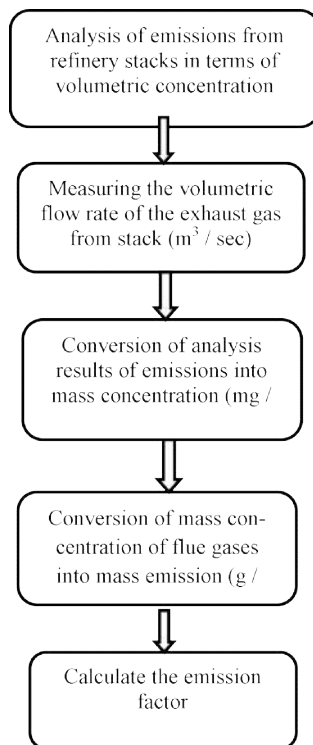 Analysis of emissions from
refinery stacks in terms of
volumetric concentration
Measuring the volumetric
flow rate of the exhaust gas
from stack (m³ / sec)
Conversion of analysis
results of emissions into
mass concentration (mg /
Conversion of mass con-
centration of flue gases
into mass emission (g /
Calculate the emission
factor